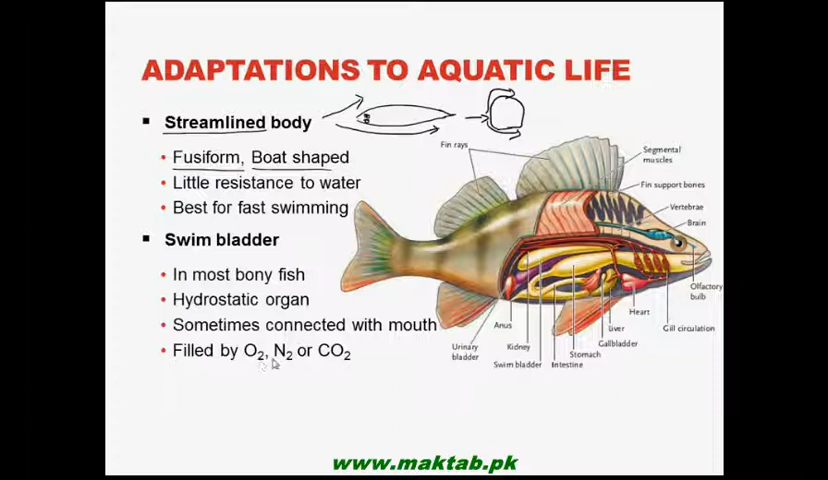 ADAPTATIONS TO AQUATIC LIFE
Streamlined body
Fusiform, Boat shaped
Little resistance to water
Best for fast swimming
Swim bladder
In most bony fish
Hydrostatic organ
Sometimes connected with mouth
Filled by O2, N2 or CO2
Fin rays
Segmental
muscles
Fin support bones
Vertebrae
Brain
Olfactory
bulb
Gill circulation
Heart
Liver
Gallbladder
Stomach
Intestine
Swim bladder
Kidney
Urinary
bladder
Anus
www.maktab.pk